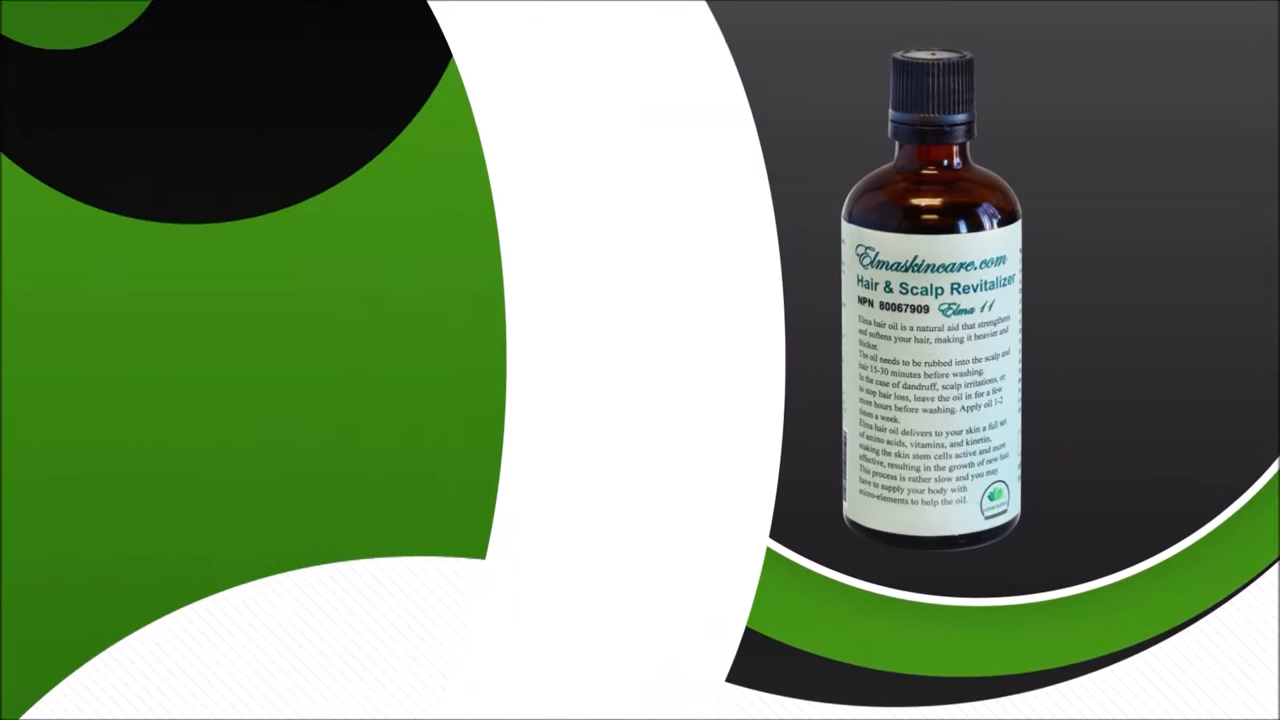 Elmaskincare.com
Hair & Scalp Revitalizer
NPN 80067909 Elma 11
Elma hair oil is a natural aid that strengthens
and softens your hair, making it heavier and
thicker.
The oil needs to be rubbed into the scalp and
hair 15-30 minutes before washing.
In the case of dandruff, scalp irritations, or
to stop hair loss, leave the oil in for a few
more hours before washing. Apply oil 1-2
times a week.
Elma hair oil delivers to your skin a full set
of amino acids, vitamins, and kinetin,
making the skin stem cells active and more
effective, resulting in the growth of new hair.
This process is rather slow and you may
have to supply your body with
micro-elements to help the oil.